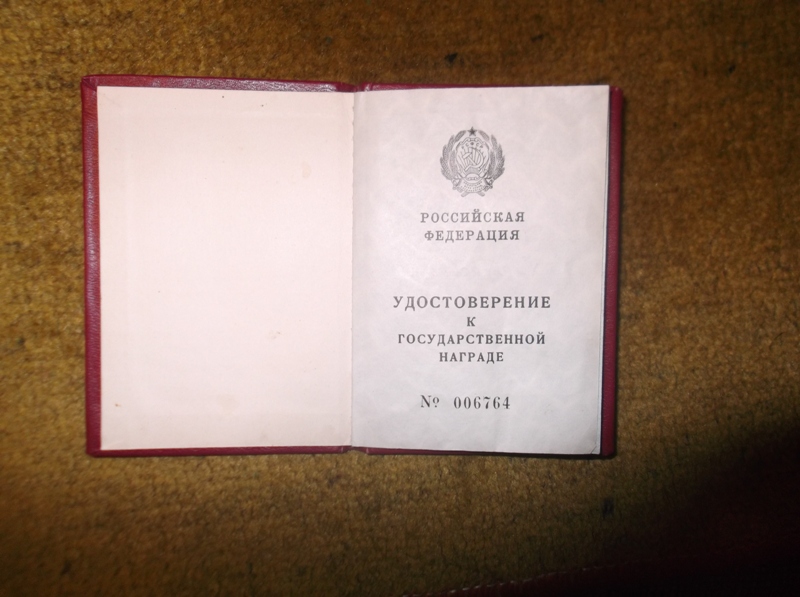 РОССИЙСКАЯ
ФЕДЕРАЦИЯ
УДОСТОВЕРЕНИЕ
К
ГОСУДАРСТВЕННОЙ
НАГРАДЕ
№ 006764